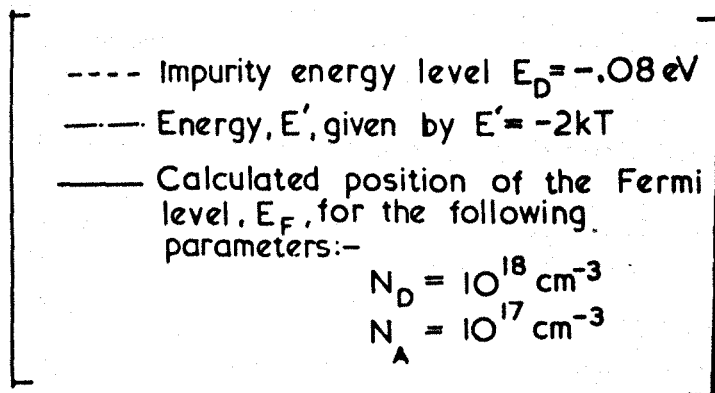 ---- Impurity energy level E_D=-.08 eV
—·—·— Energy, E′, given by E′= -2kT
—— Calculated position of the Fermi
level, E_F, for the following
parameters:-
N_D = 10^18 cm^-3
N_A = 10^17 cm^-3